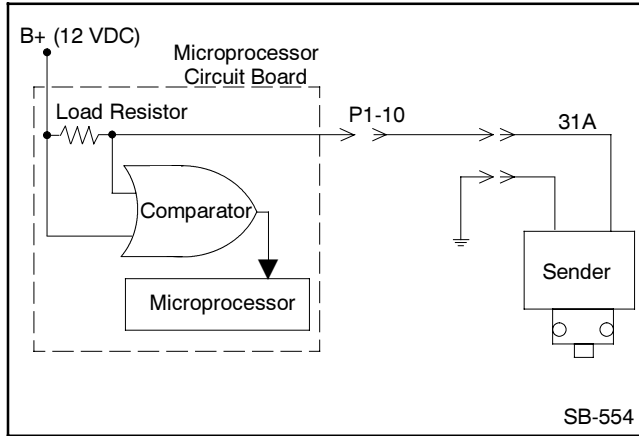 B+ (12 VDC)
Microprocessor
Circuit Board
Load Resistor
P1-10
31A
Comparator
Sender
Microprocessor
SB-554